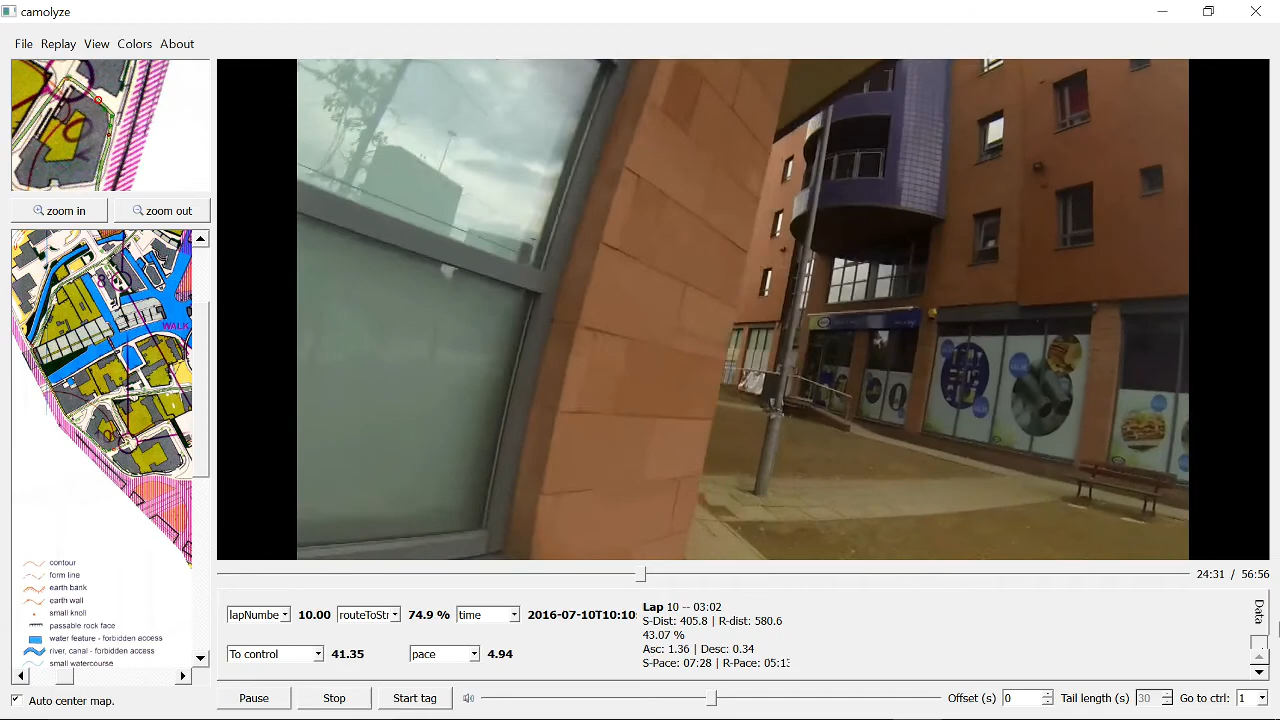 camolyze
File Replay View Colors About
zoom in zoom out
8
WALK
contour
form line
earth bank
earth wall
small knoll
passable rock face
water feature - forbidden access
river, canal - forbidden access
small watercourse
Auto center map.
24:31 / 56:56
lapNumbe 10.00 routeToStr 74.9 % time 2016-07-10T10:10:
To control 41.35 pace 4.94
Lap 10 -- 03:02
S-Dist: 405.8 | R-dist: 580.6
43.07 %
Asc: 1.36 | Desc: 0.34
S-Pace: 07:28 | R-Pace: 05:13
Data
Pause Stop Start tag Offset (s) 0 Tail length (s) 30 Go to ctrl: 1